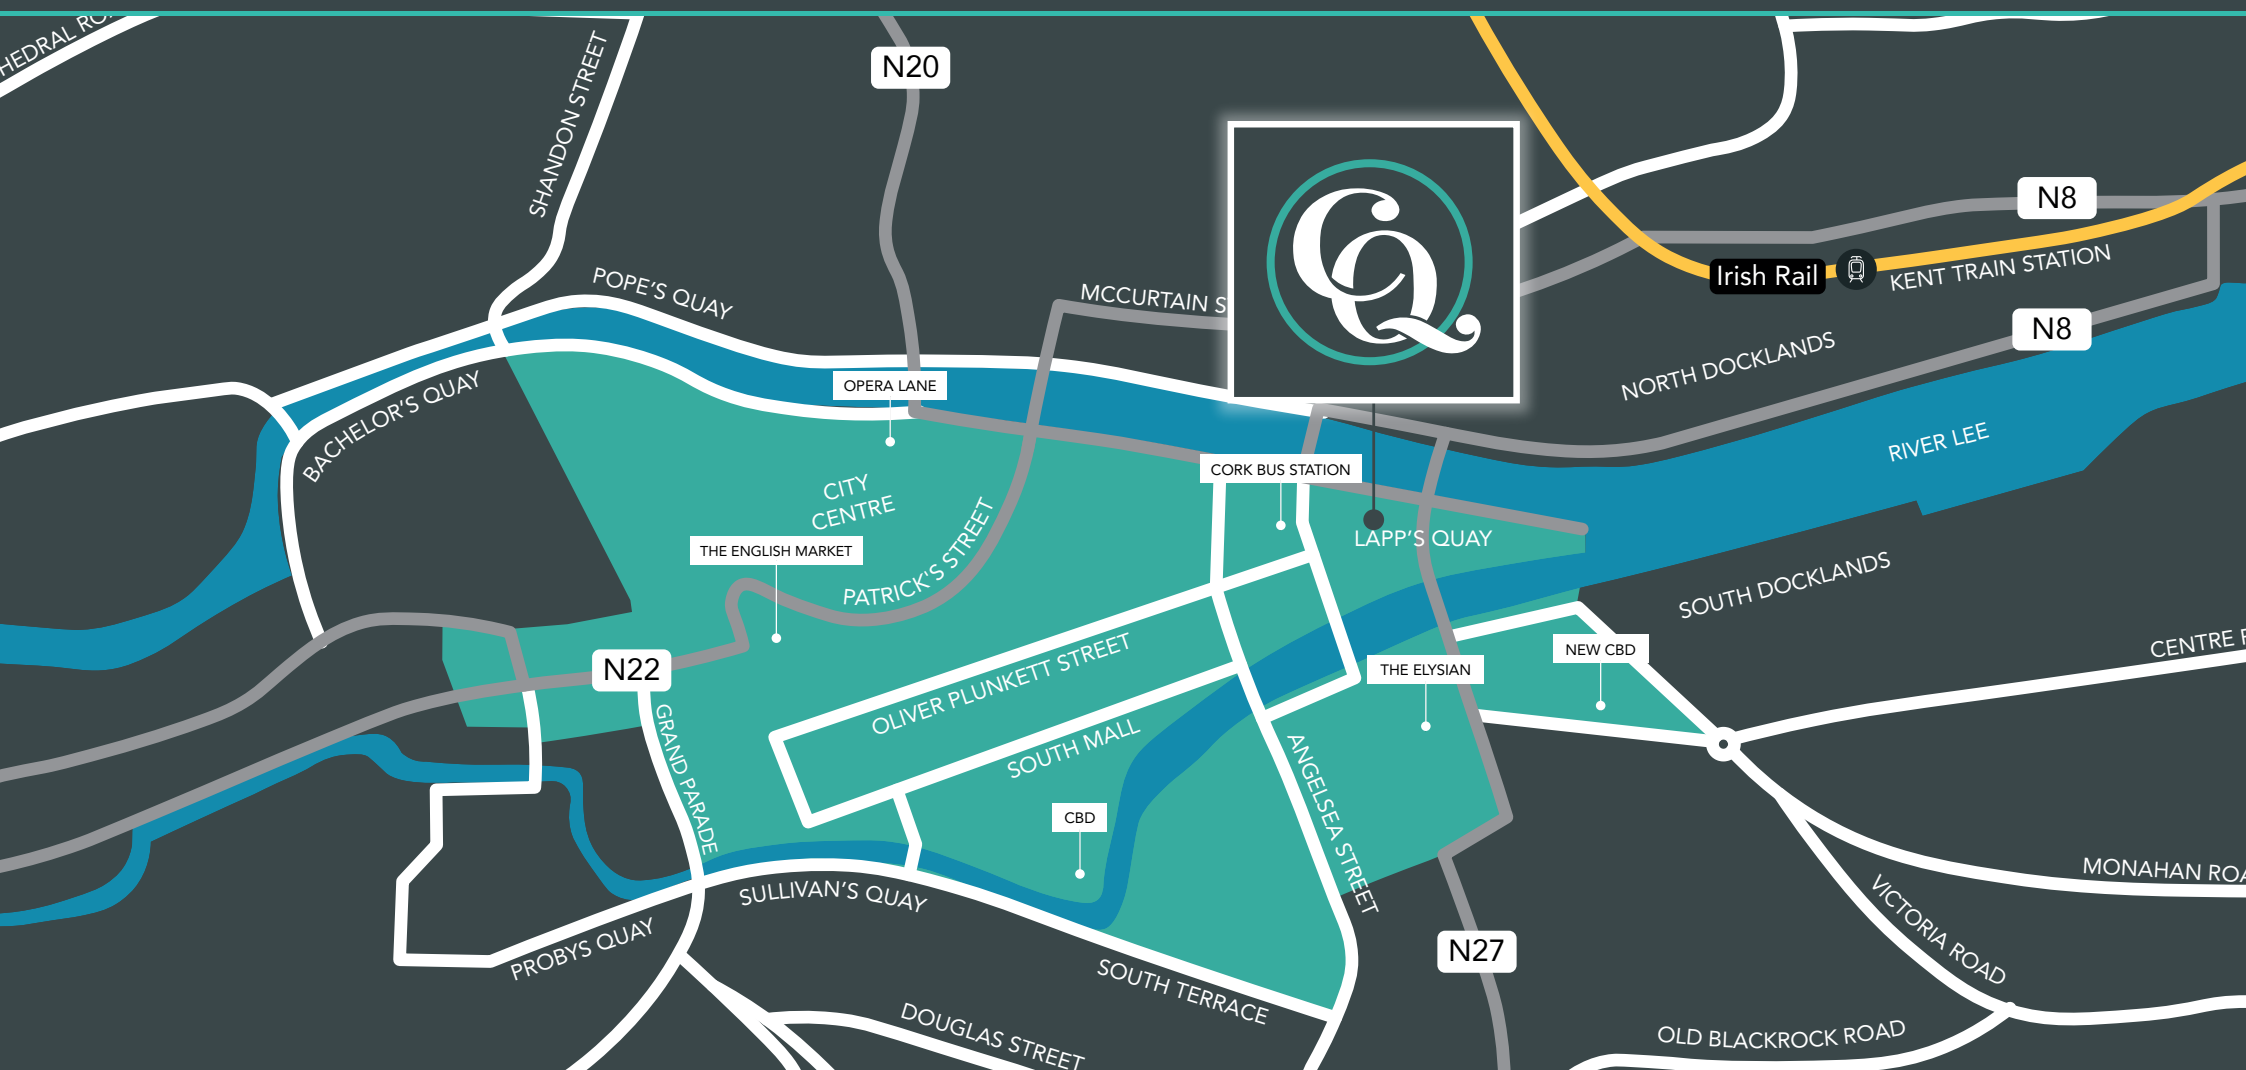 HEDRAL RO
SHANDON STREET
N20
CQ
N8
Irish Rail
KENT TRAIN STATION
POPE'S QUAY
MCCURTAIN S
N8
NORTH DOCKLANDS
BACHELOR'S QUAY
OPERA LANE
RIVER LEE
CORK BUS STATION
CITY
CENTRE
LAPP'S QUAY
THE ENGLISH MARKET
PATRICK'S STREET
SOUTH DOCKLANDS
N22
OLIVER PLUNKETT STREET
THE ELYSIAN
NEW CBD
CENTRE
GRAND PARADE
SOUTH MALL
ANGELSEA STREET
CBD
MONAHAN ROA
SULLIVAN'S QUAY
VICTORIA ROAD
PROBYS QUAY
N27
SOUTH TERRACE
DOUGLAS STREET
OLD BLACKROCK ROAD